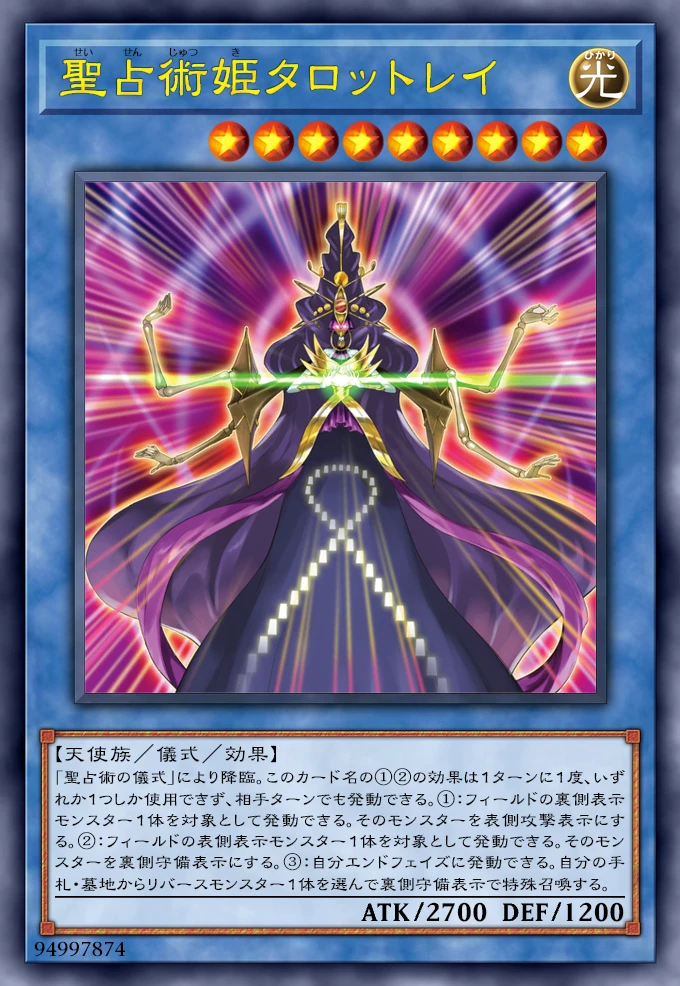 せい せん じゅつ き
聖占術姫タロットレイ
ひかり
光
【天使族／儀式／効果】
「聖占術の儀式」により降臨。このカード名の①②の効果は1ターンに1度、いず
れか1つしか使用できず、相手ターンでも発動できる。①:フィールドの裏側表示
モンスター1体を対象として発動できる。そのモンスターを表側攻撃表示にす
る。②:フィールドの表側表示モンスター1体を対象として発動できる。そのモン
スターを裏側守備表示にする。③:自分エンドフェイズに発動できる。自分の手
札・墓地からリバースモンスター1体を選んで裏側守備表示で特殊召喚する。
ATK/2700 DEF/1200
94997874